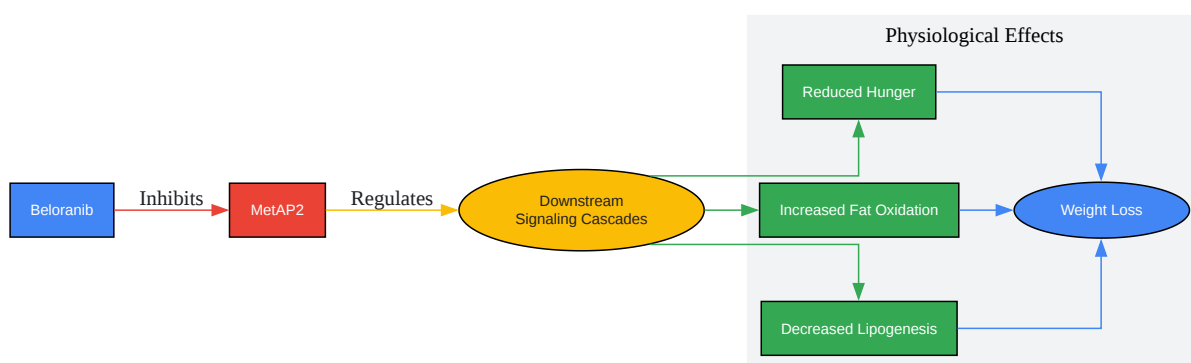 Physiological Effects
Reduced Hunger
Beloranib
Inhibits
MetAP2
Regulates
Downstream
Signaling Cascades
Increased Fat Oxidation
Weight Loss
Decreased Lipogenesis